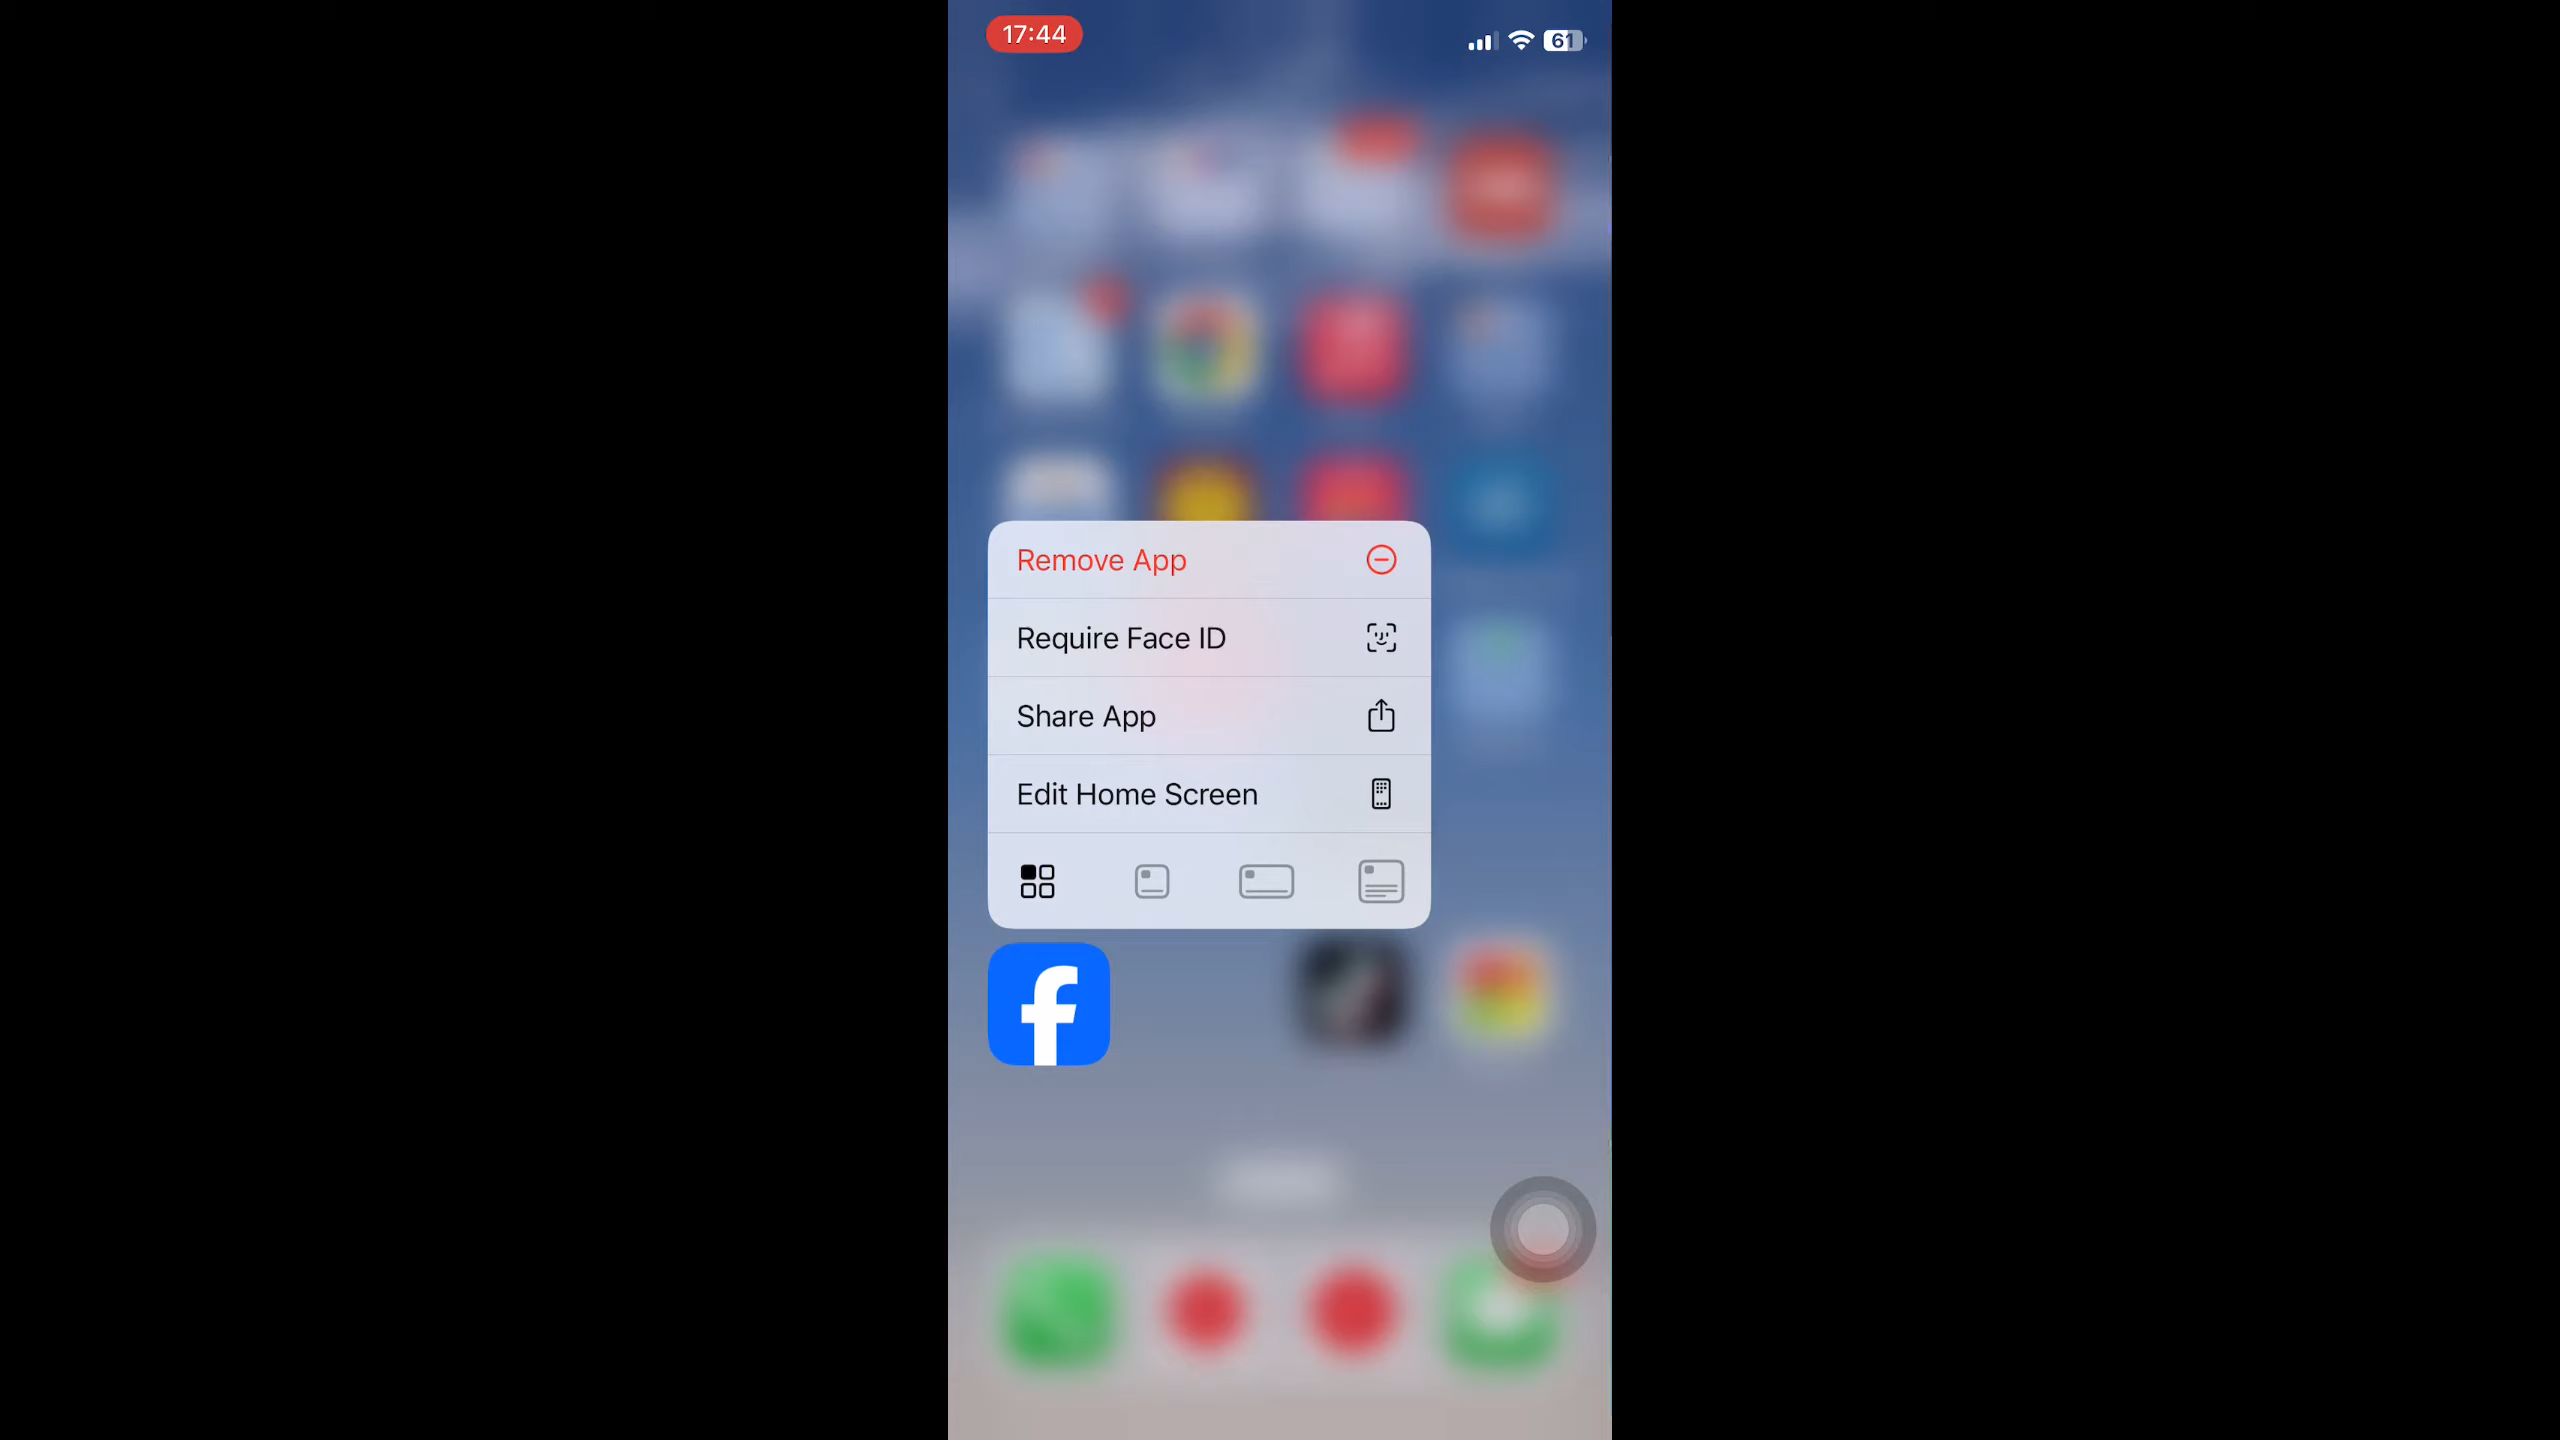 17:44
61
Remove App
Require Face ID
Share App
Edit Home Screen